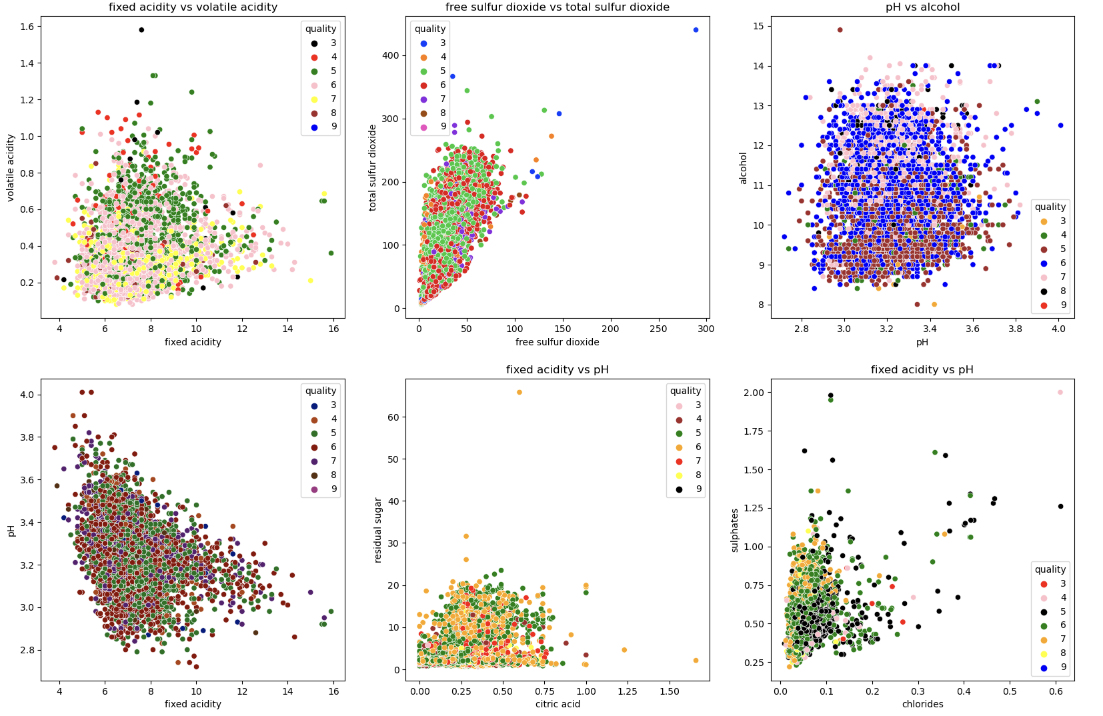 fixed acidity vs volatile acidity
volatile acidity
1.6
1.4
1.2
1.0
0.8
0.6
0.4
0.2
4 6 8 10 12 14 16
fixed acidity
quality
3
4
5
6
7
8
9
free sulfur dioxide vs total sulfur dioxide
total sulfur dioxide
400
300
200
100
0
0 50 100 150 200 250 300
free sulfur dioxide
quality
3
4
5
6
7
8
9
pH vs alcohol
alcohol
15
14
13
12
11
10
9
8
2.8 3.0 3.2 3.4 3.6 3.8 4.0
pH
quality
3
4
5
6
7
8
9
pH
4.0
3.8
3.6
3.4
3.2
3.0
2.8
4 6 8 10 12 14 16
fixed acidity
quality
3
4
5
6
7
8
9
fixed acidity vs pH
residual sugar
60
50
40
30
20
10
0
0.00 0.25 0.50 0.75 1.00 1.25 1.50
citric acid
quality
3
4
5
6
7
8
9
fixed acidity vs pH
sulphates
2.00
1.75
1.50
1.25
1.00
0.75
0.50
0.25
0.0 0.1 0.2 0.3 0.4 0.5 0.6
chlorides
quality
3
4
5
6
7
8
9